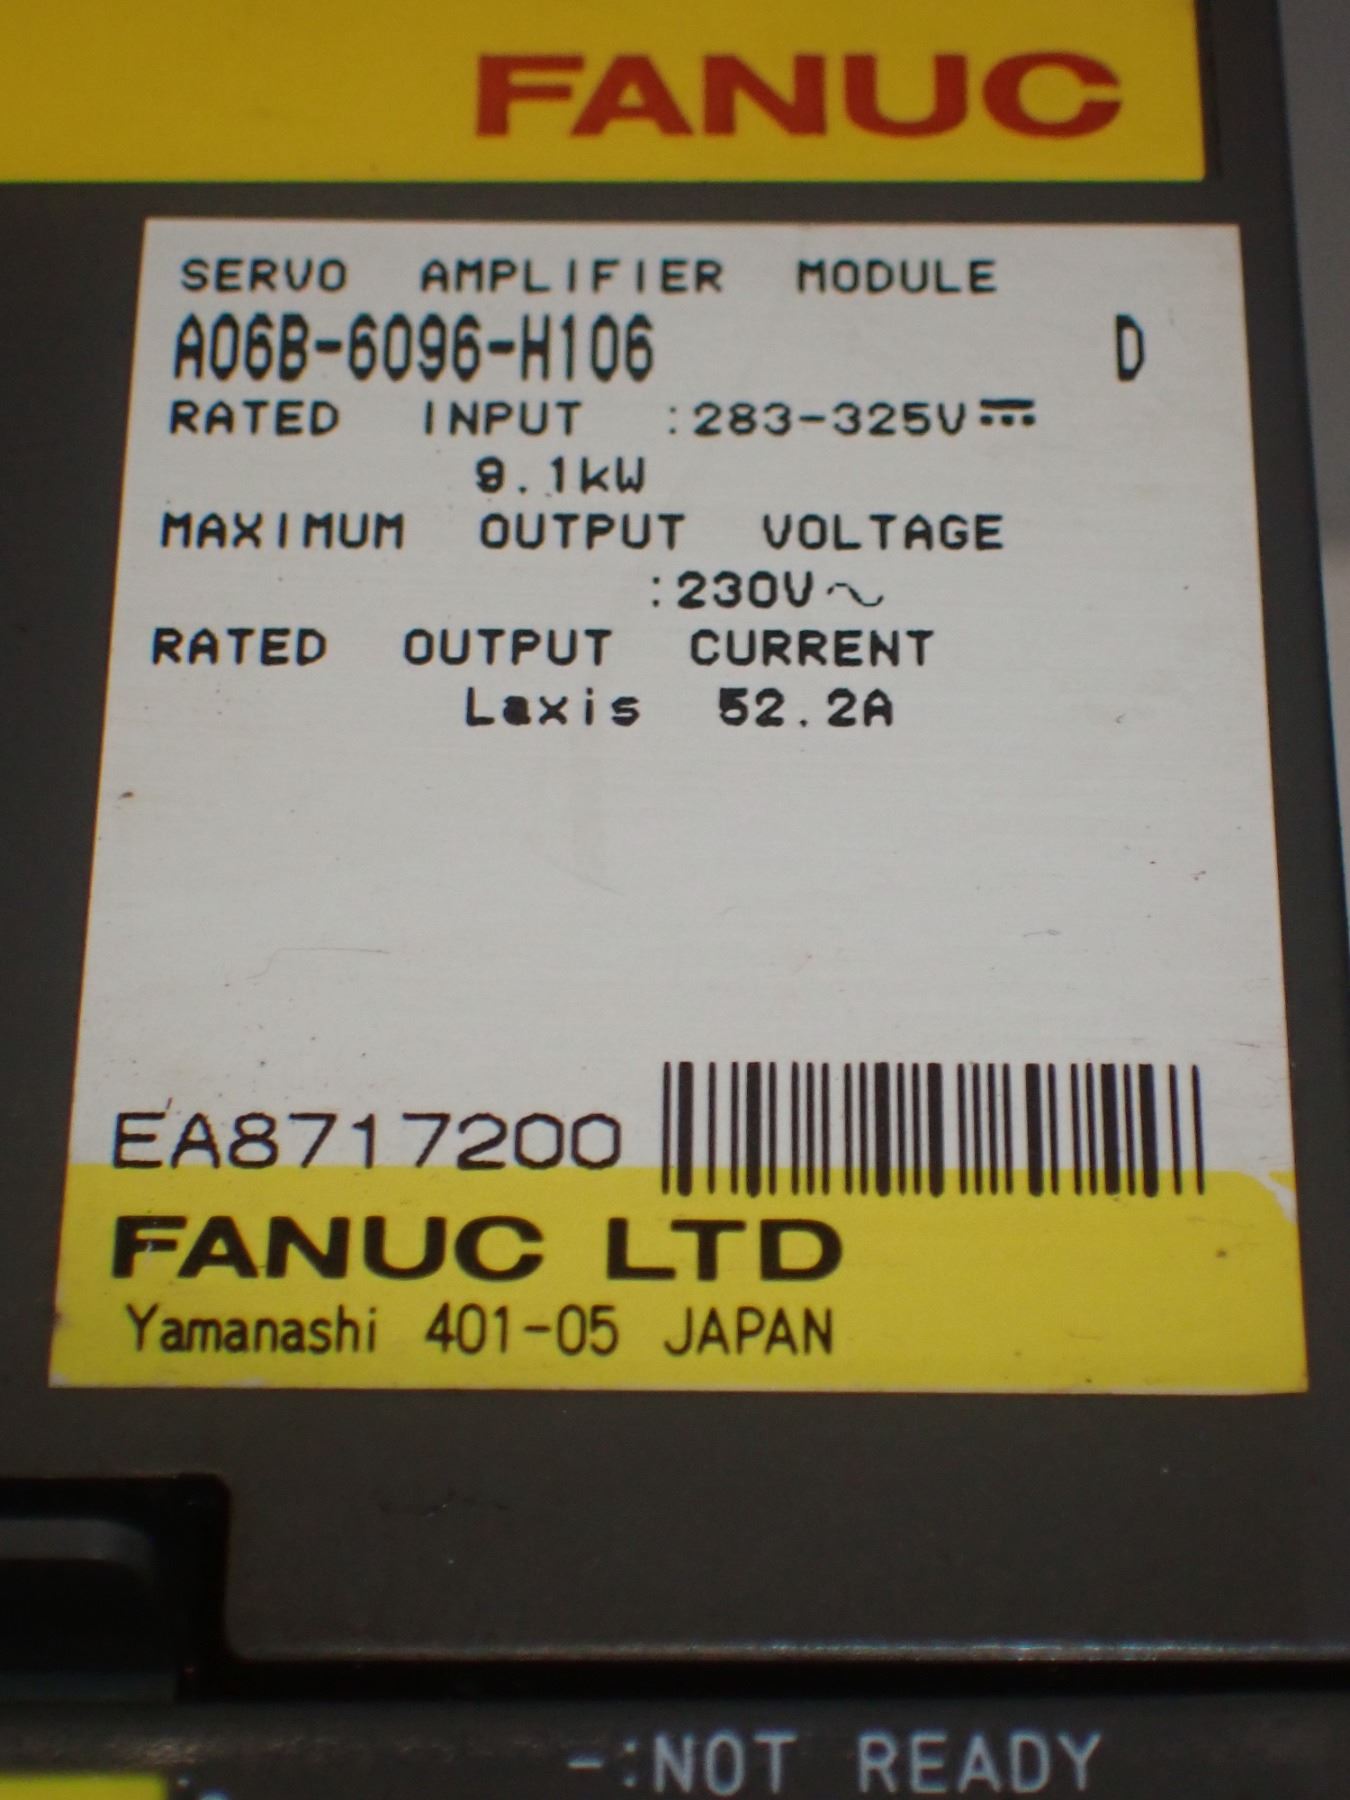 FANUC
SERVO AMPLIFIER MODULE
A06B-6096-H106 D
RATED INPUT :283-325V⎓
9.1kW
MAXIMUM OUTPUT VOLTAGE
:230V∼
RATED OUTPUT CURRENT
Laxis 52.2A
EA8717200
FANUC LTD
Yamanashi 401-05 JAPAN
-:NOT READY